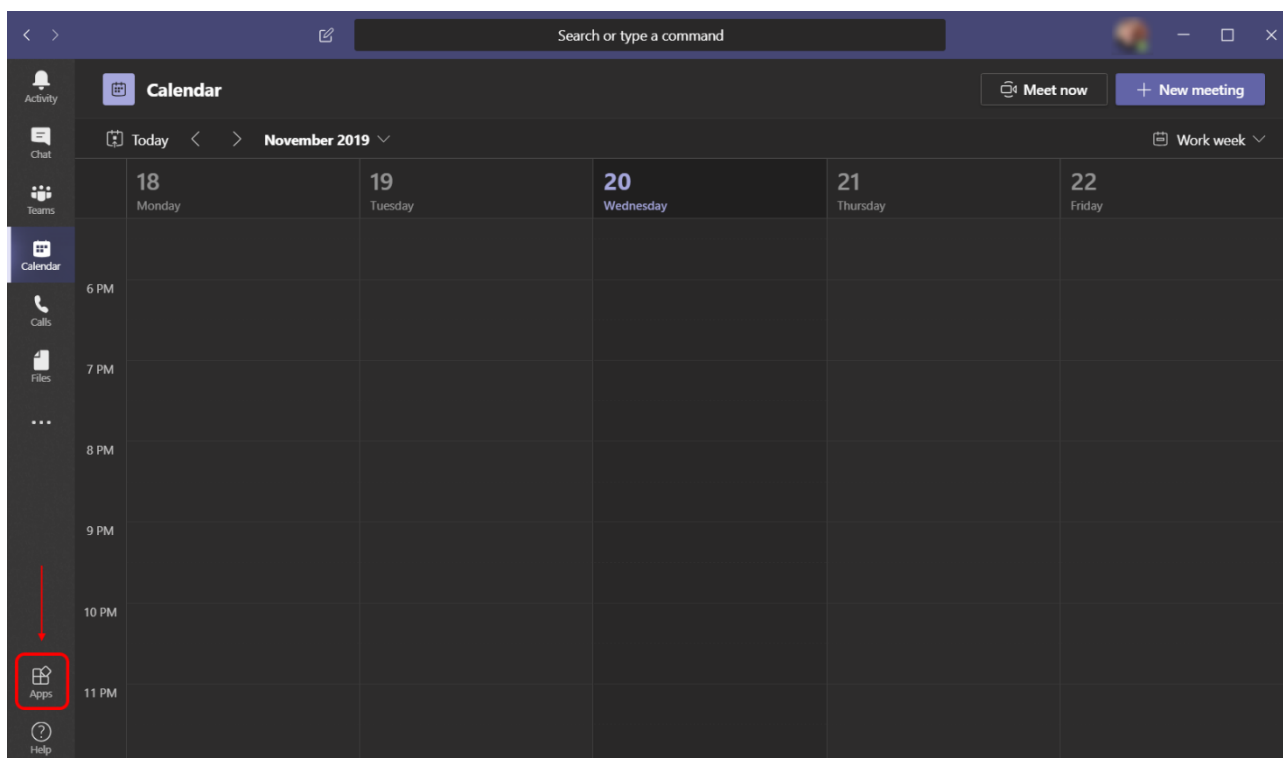 Search or type a command
Activity
Calendar
Meet now
New meeting
Chat
Today
November 2019
Work week
Teams
18
Monday
19
Tuesday
20
Wednesday
21
Thursday
22
Friday
Calendar
6 PM
Calls
7 PM
Files
8 PM
9 PM
10 PM
Apps
11 PM
Help